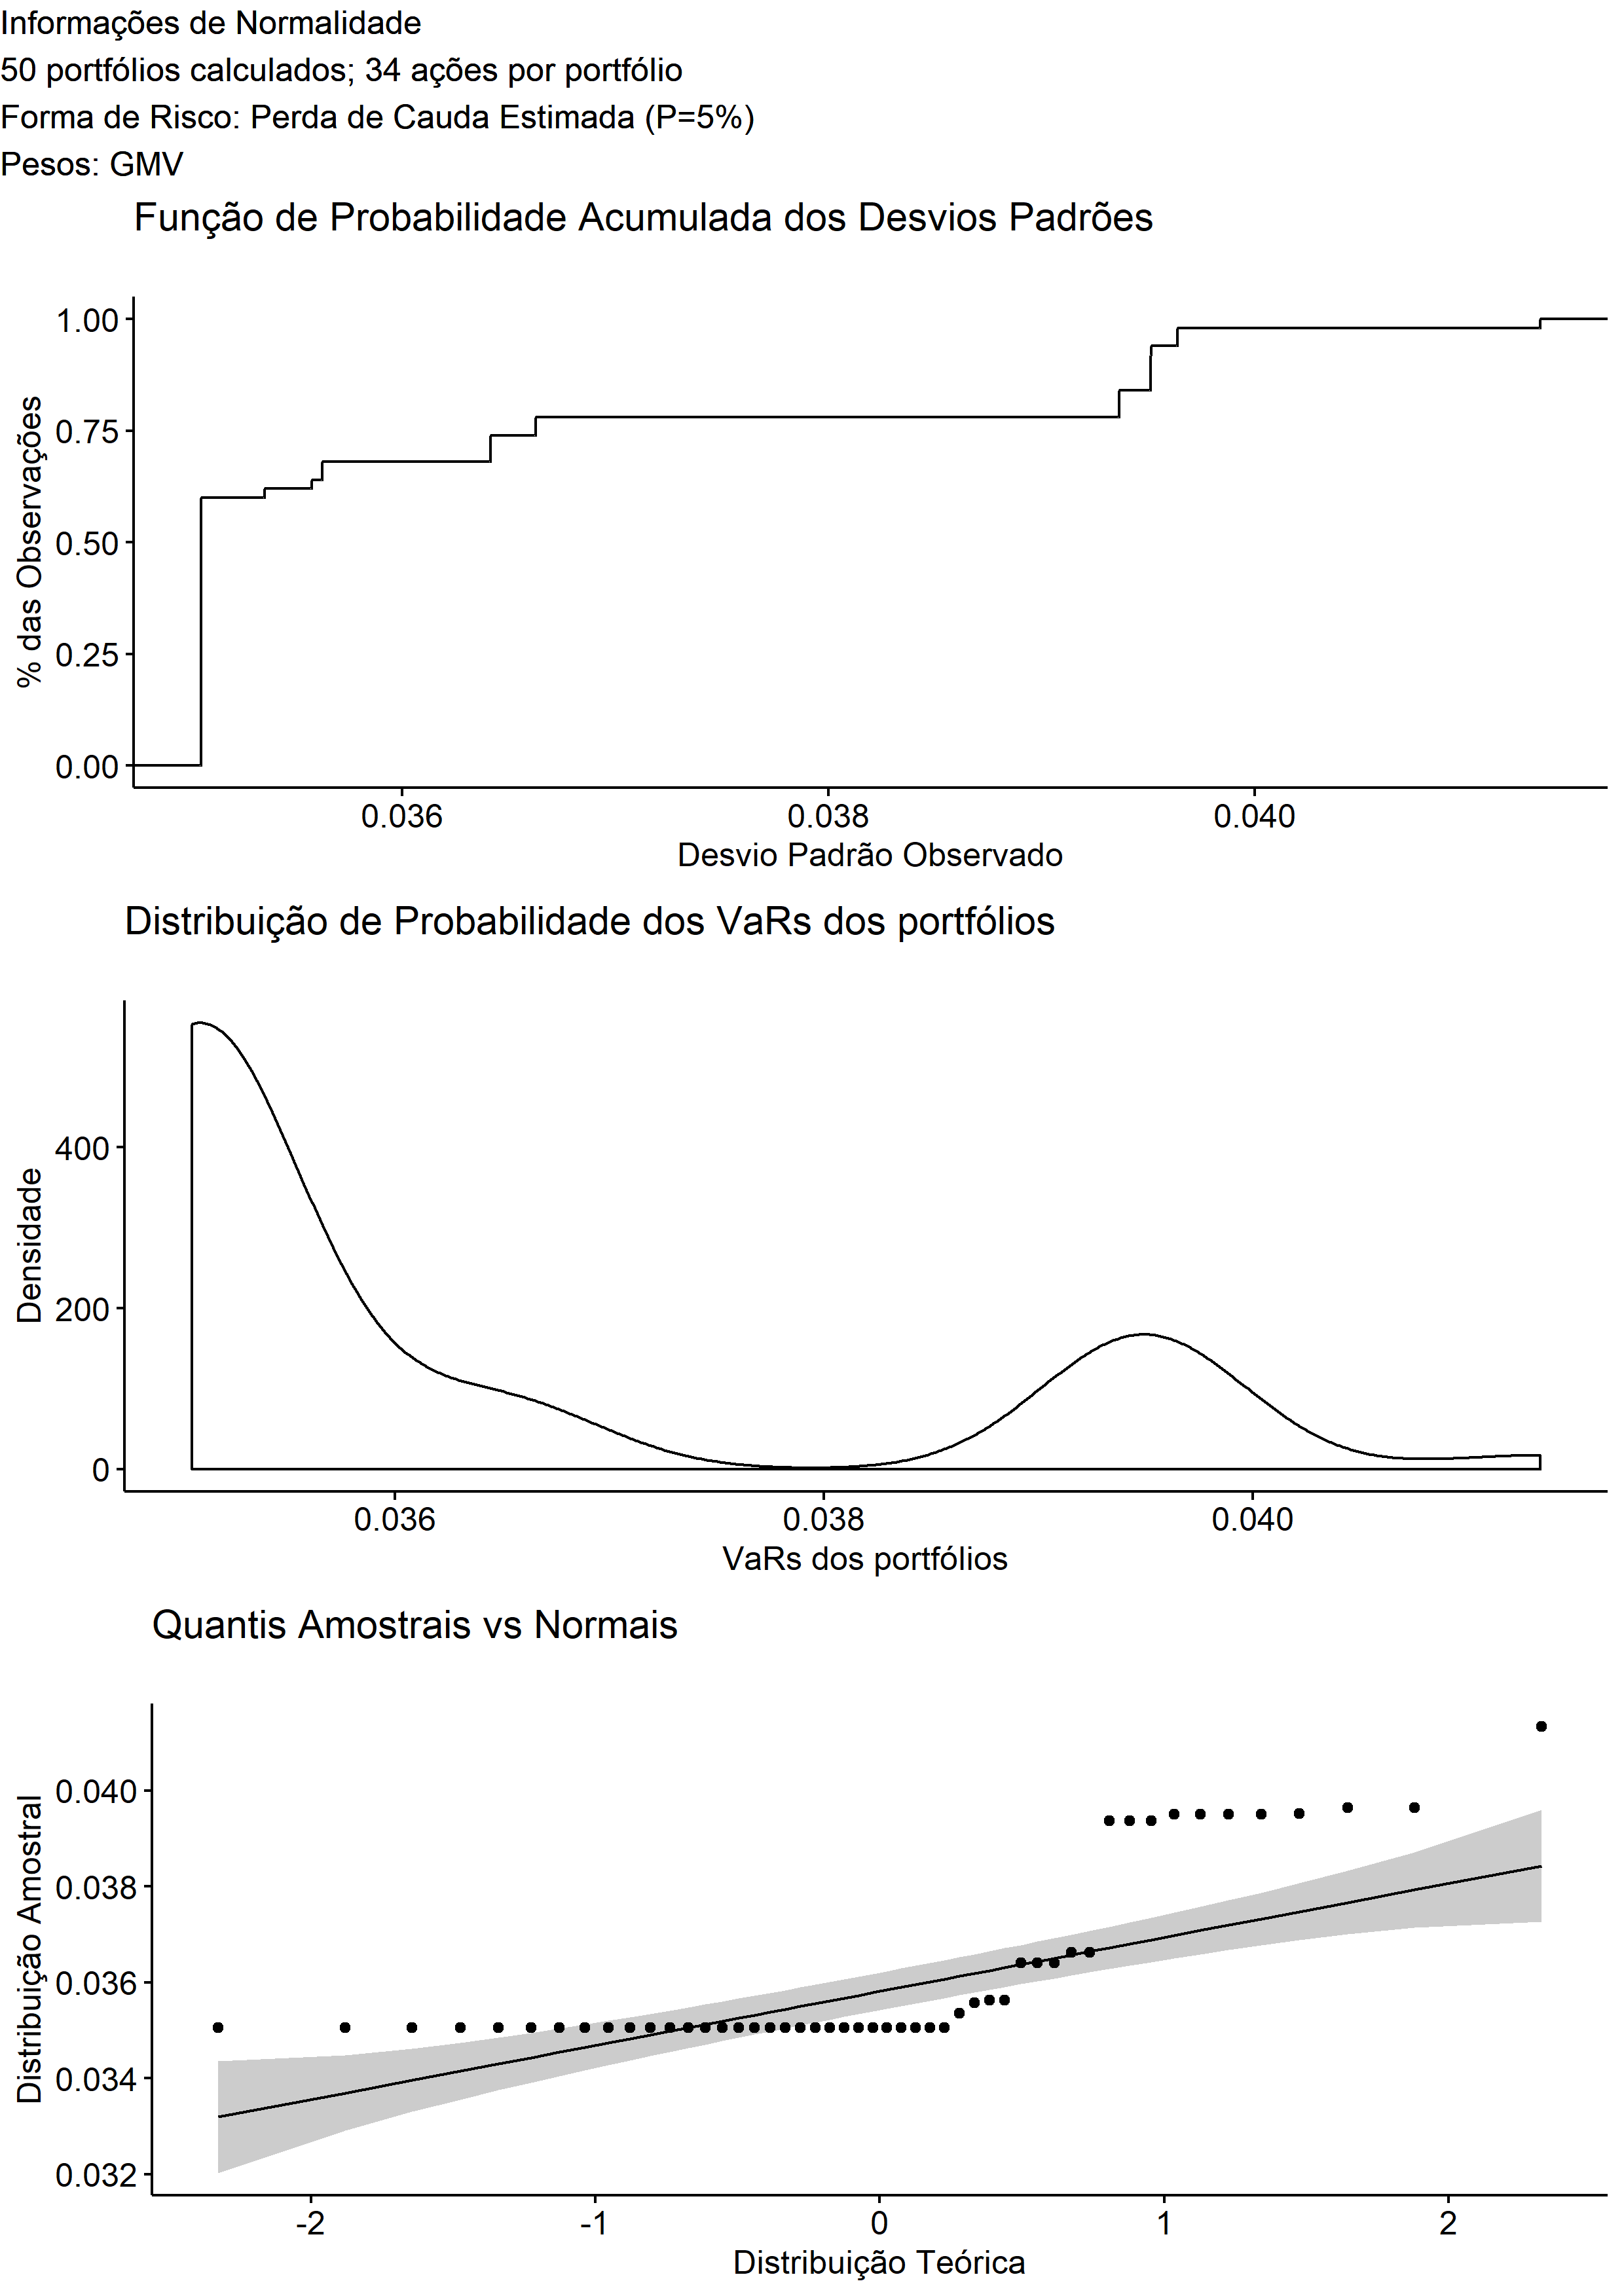 Informações de Normalidade
50 portfólios calculados; 34 ações por portfólio
Forma de Risco: Perda de Cauda Estimada (P=5%)
Pesos: GMV
Função de Probabilidade Acumulada dos Desvios Padrões
% das Observações
1.00
0.75
0.50
0.25
0.00
0.036
0.038
0.040
Desvio Padrão Observado
Distribuição de Probabilidade dos VaRs dos portfólios
Densidade
400
200
0
0.036
0.038
0.040
VaRs dos portfólios
Quantis Amostrais vs Normais
Distribuição Amostral
0.040
0.038
0.036
0.034
0.032
-2
-1
0
1
2
Distribuição Teórica